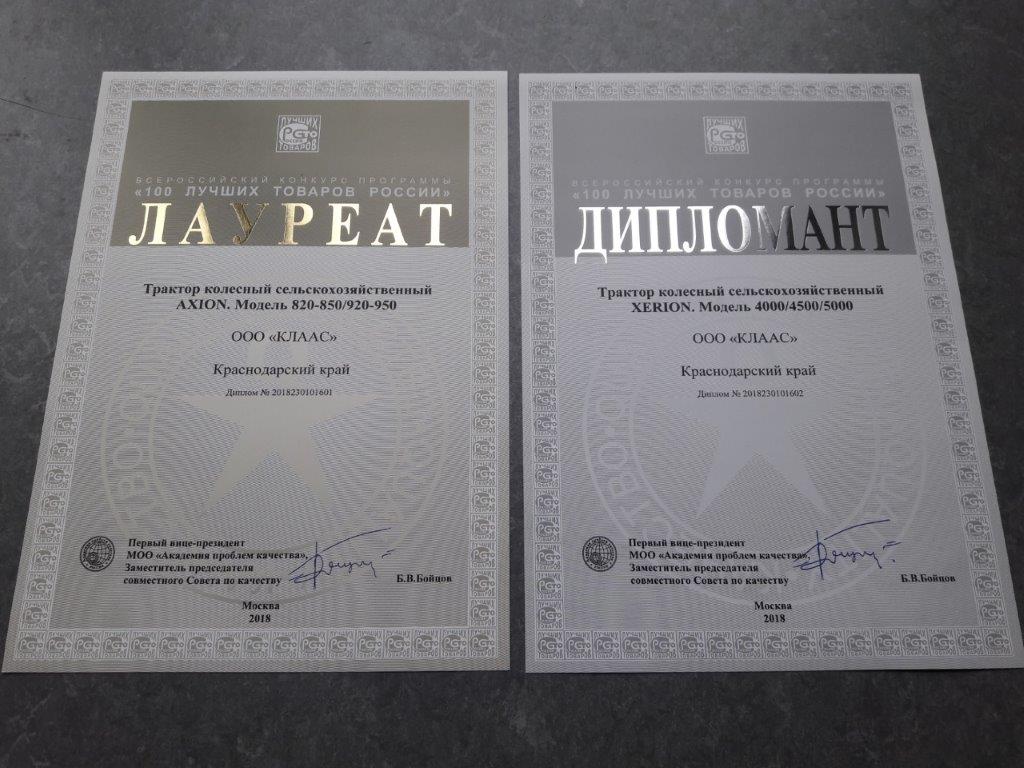 ЛУЧШИХ
ТОВАРОВ
ВСЕРОССИЙСКИЙ КОНКУРС ПРОГРАММЫ
«100 ЛУЧШИХ ТОВАРОВ РОССИИ»
ЛАУРЕАТ
Трактор колесный сельскохозяйственный
AXION. Модель 820-850/920-950
ООО «КЛААС»
Краснодарский край
Диплом № 2018230101601
Первый вице-президент
МОО «Академия проблем качества»,
Заместитель председателя
совместного Совета по качеству
Б.В.Бойцов
Москва
2018
ЛУЧШИХ
ТОВАРОВ
ВСЕРОССИЙСКИЙ КОНКУРС ПРОГРАММЫ
«100 ЛУЧШИХ ТОВАРОВ РОССИИ»
ДИПЛОМАНТ
Трактор колесный сельскохозяйственный
XERION. Модель 4000/4500/5000
ООО «КЛААС»
Краснодарский край
Диплом № 2018230101602
Первый вице-президент
МОО «Академия проблем качества»,
Заместитель председателя
совместного Совета по качеству
Б.В.Бойцов
Москва
2018